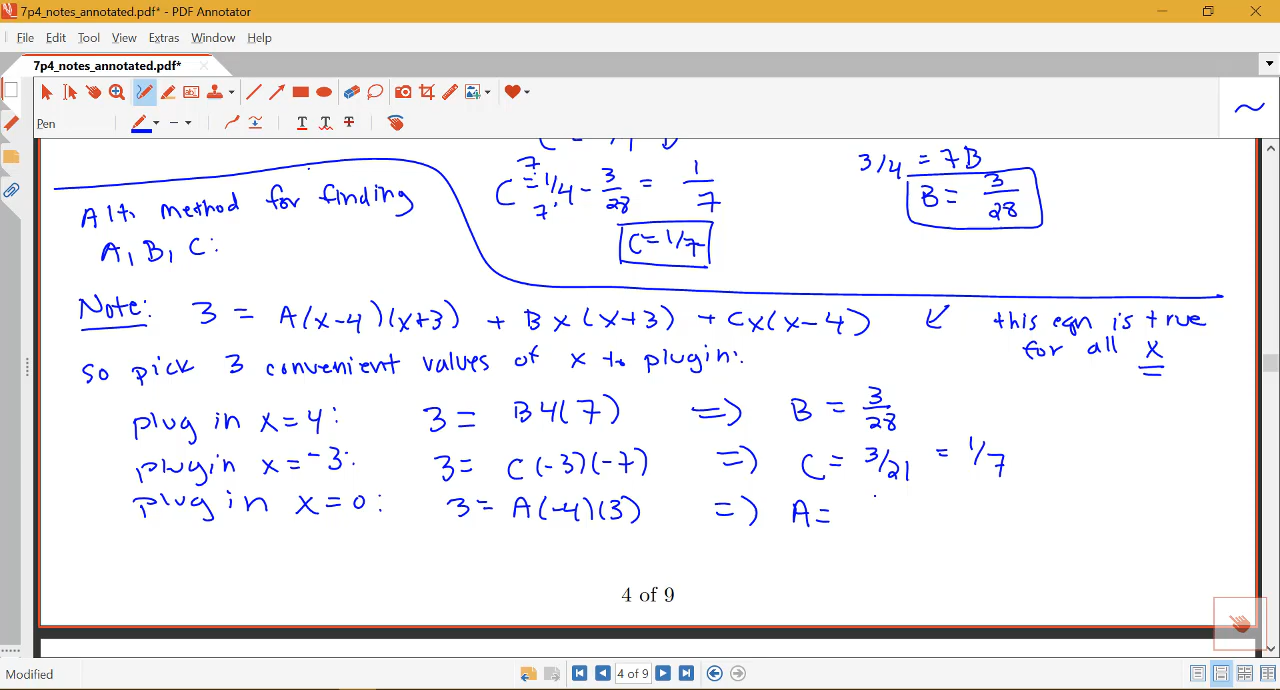 7p4_notes_annotated.pdf* - PDF Annotator
File Edit Tool View Extras Window Help
7p4_notes_annotated.pdf*
Pen
3/4 = 7B
C = 1/4 - 3/28 = 1/7
B = 3/28
C = 1/7
Alt. method for finding
A, B, C:
Note: 3 = A(x-4)(x+3) + Bx(x+3) + Cx(x-4) ↙ this eqn is true
for all x
so pick 3 convenient values of x to plugin:
plug in x=4: 3 = B4(7) => B = 3/28
plugin x=-3: 3 = C(-3)(-7) => C = 3/21 = 1/7
plug in x=0: 3 = A(-4)(3) => A =
4 of 9
Modified
4 of 9